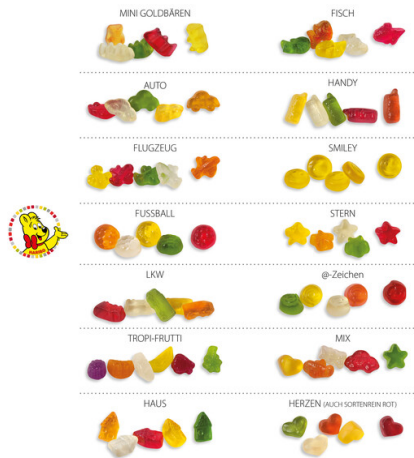 MINI GOLDBÄREN
FISCH
AUTO
HANDY
FLUGZEUG
SMILEY
HARIBO
FUSSBALL
STERN
LKW
@-Zeichen
TROPI-FRUTTI
MIX
HAUS
HERZEN (AUCH SORTENREIN ROT)